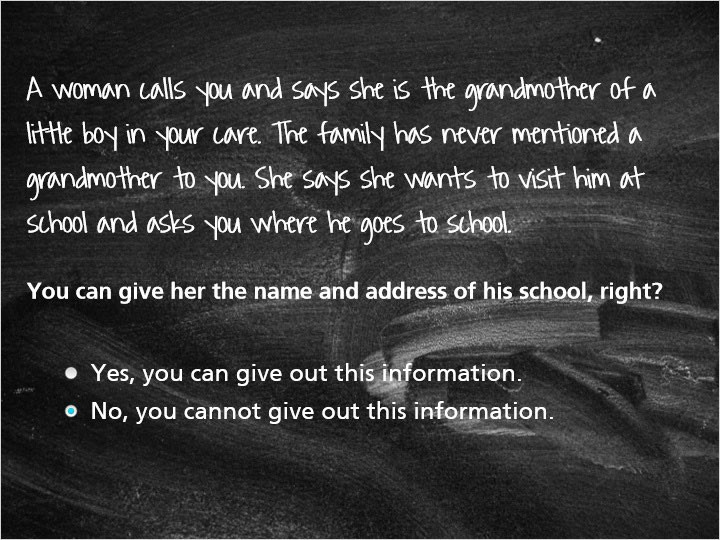 A woman calls you and says she is the grandmother of a
little boy in your care. The family has never mentioned a
grandmother to you. She says she wants to visit him at
school and asks you where he goes to school.
You can give her the name and address of his school, right?
Yes, you can give out this information.
No, you cannot give out this information.